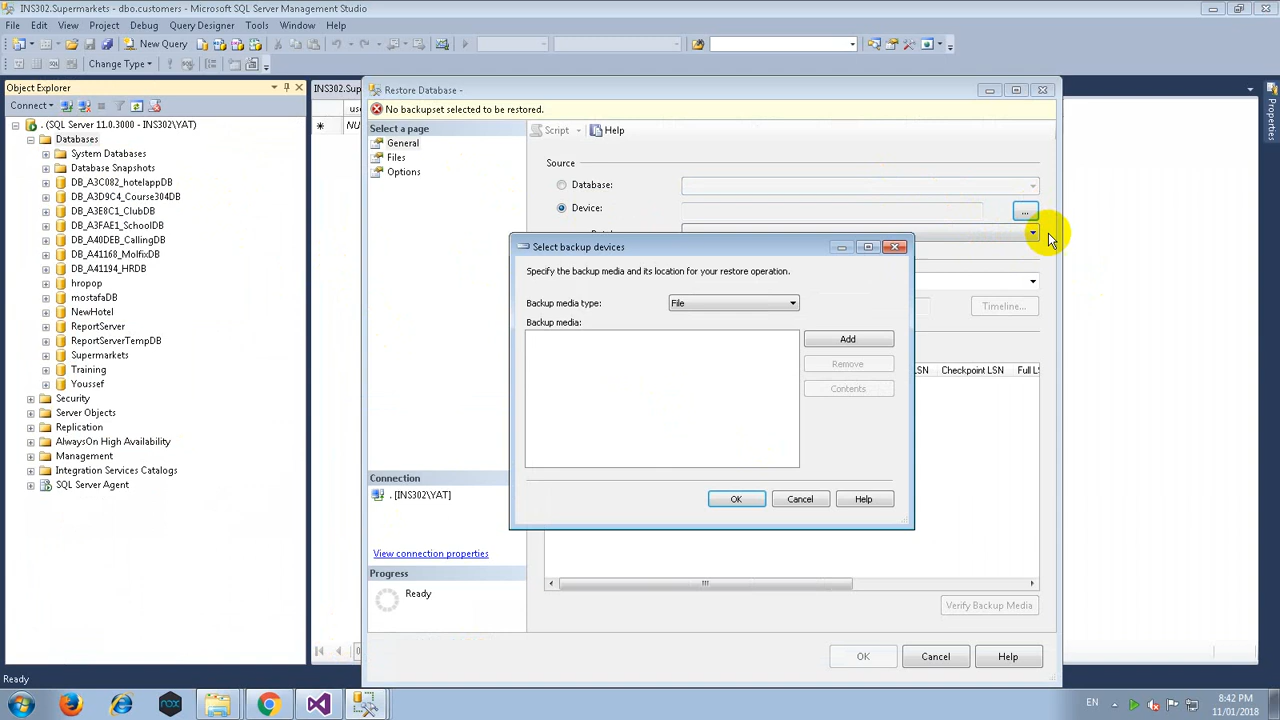 INS302.Supermarkets - dbo.customers - Microsoft SQL Server Management Studio
File Edit View Project Debug Query Designer Tools Window Help
New Query
Change Type
Object Explorer
Connect
. (SQL Server 11.0.3000 - INS302\YAT)
Databases
System Databases
Database Snapshots
DB_A3C082_hotelappDB
DB_A3D9C4_Course304DB
DB_A3E8C1_ClubDB
DB_A3FAE1_SchoolDB
DB_A40DEB_CallingDB
DB_A41168_MolfixDB
DB_A41194_HRDB
hropop
mostafaDB
NewHotel
ReportServer
ReportServerTempDB
Supermarkets
Training
Youssef
Security
Server Objects
Replication
AlwaysOn High Availability
Management
Integration Services Catalogs
SQL Server Agent
INS302.Sup
use
NU
Restore Database -
No backupset selected to be restored.
Select a page
General
Files
Options
Script Help
Source
Database:
Device:
...
Timeline...
LSN Checkpoint LSN Full L
Select backup devices
Specify the backup media and its location for your restore operation.
Backup media type: File
Backup media:
Add
Remove
Contents
OK Cancel Help
Connection
. [INS302\YAT]
View connection properties
Progress
Ready
Verify Backup Media
OK Cancel Help
Properties
Ready
nox
EN
8:42 PM
11/01/2018